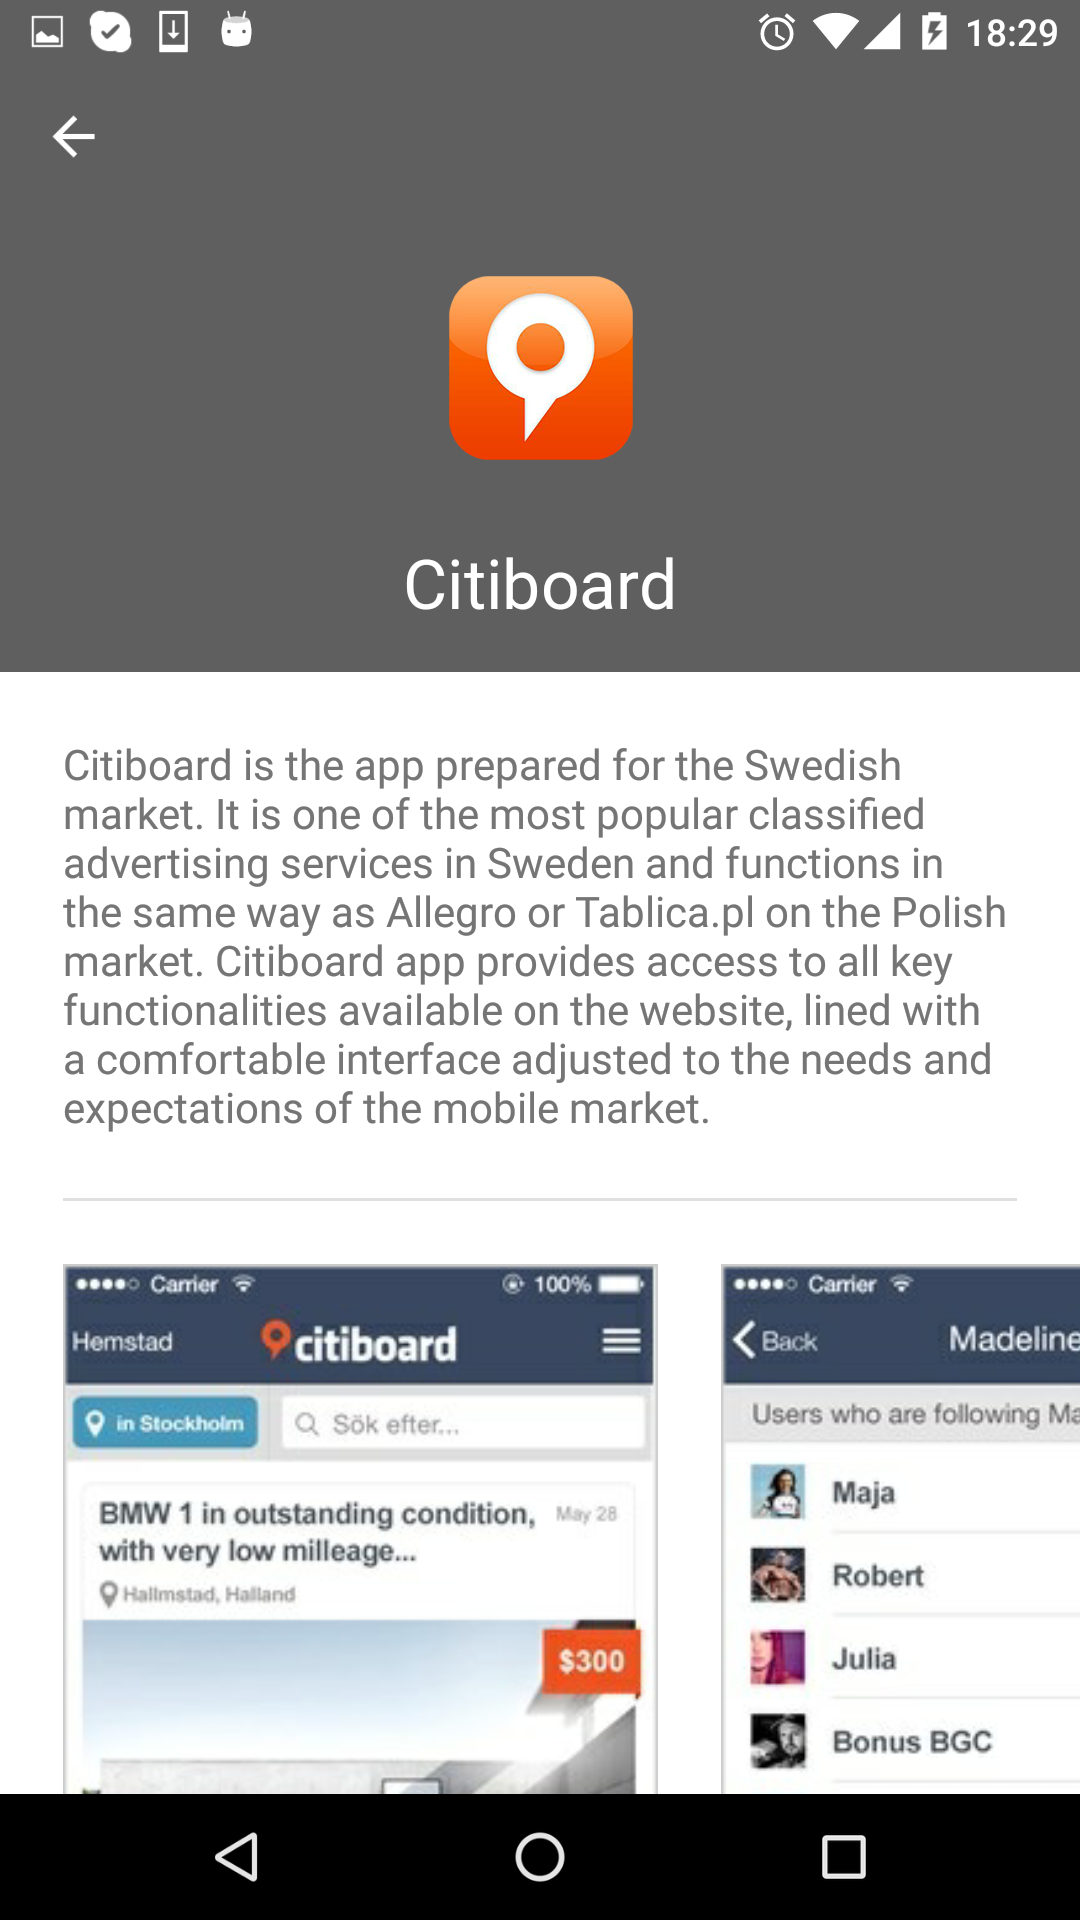 18:29
Citiboard
Citiboard is the app prepared for the Swedish
market. It is one of the most popular classified
advertising services in Sweden and functions in
the same way as Allegro or Tablica.pl on the Polish
market. Citiboard app provides access to all key
functionalities available on the website, lined with
a comfortable interface adjusted to the needs and
expectations of the mobile market.
Carrier 100%
Hemstad citiboard
in Stockholm Sök efter...
BMW 1 in outstanding condition, May 28
with very low milleage...
Hallmstad, Halland
$300
Carrier
Back Madeline
Users who are following Ma
Maja
Robert
Julia
Bonus BGC